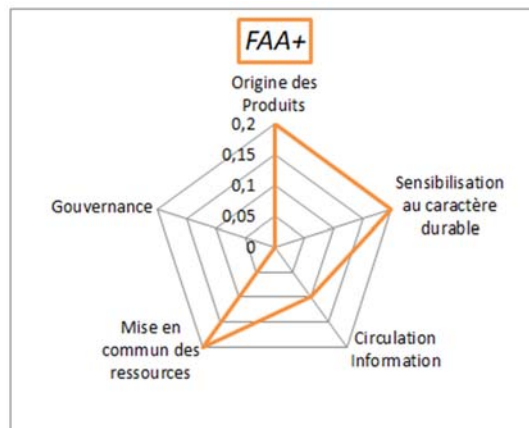 FAA+
Origine des
Produits
0,2
0,15
0,1
0,05
0
Sensibilisation
au caractère
durable
Circulation
Information
Mise en
commun des
ressources
Gouvernance